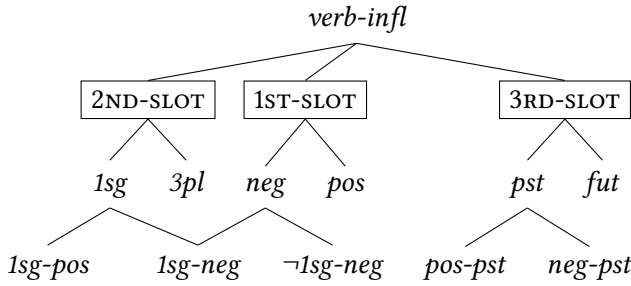 verb-infl
2ND-SLOT 1ST-SLOT 3RD-SLOT
1sg 3pl neg pos pst fut
1sg-pos 1sg-neg ¬1sg-neg pos-pst neg-pst